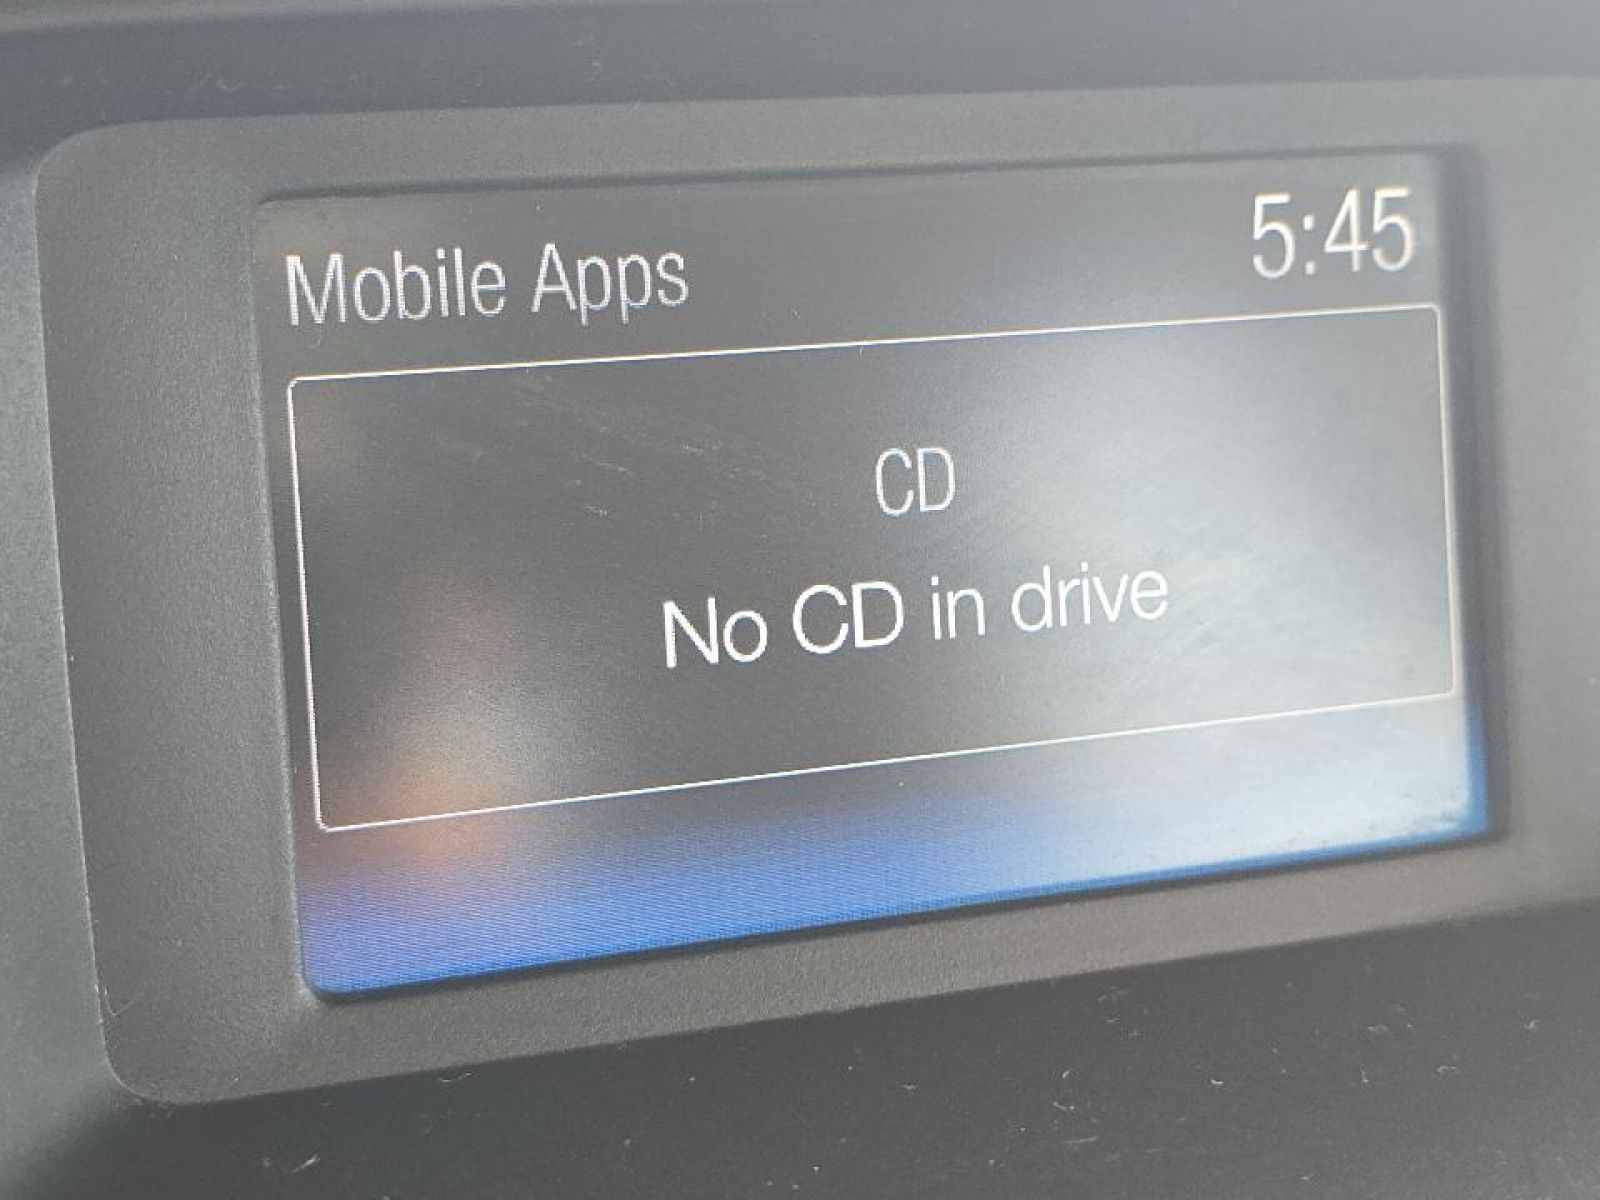 Mobile Apps
5:45
CD
No CD in drive